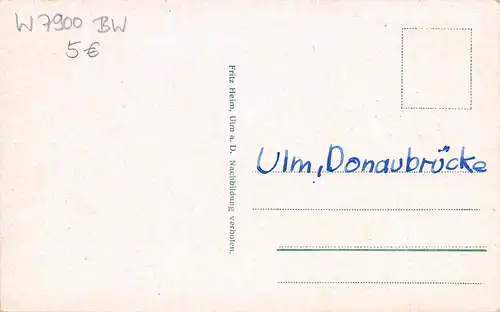 W 7900 BW
5 €
Fritz Heim, Ulm a. D. Nachbildung verboten.
Ulm, Donaubrücke